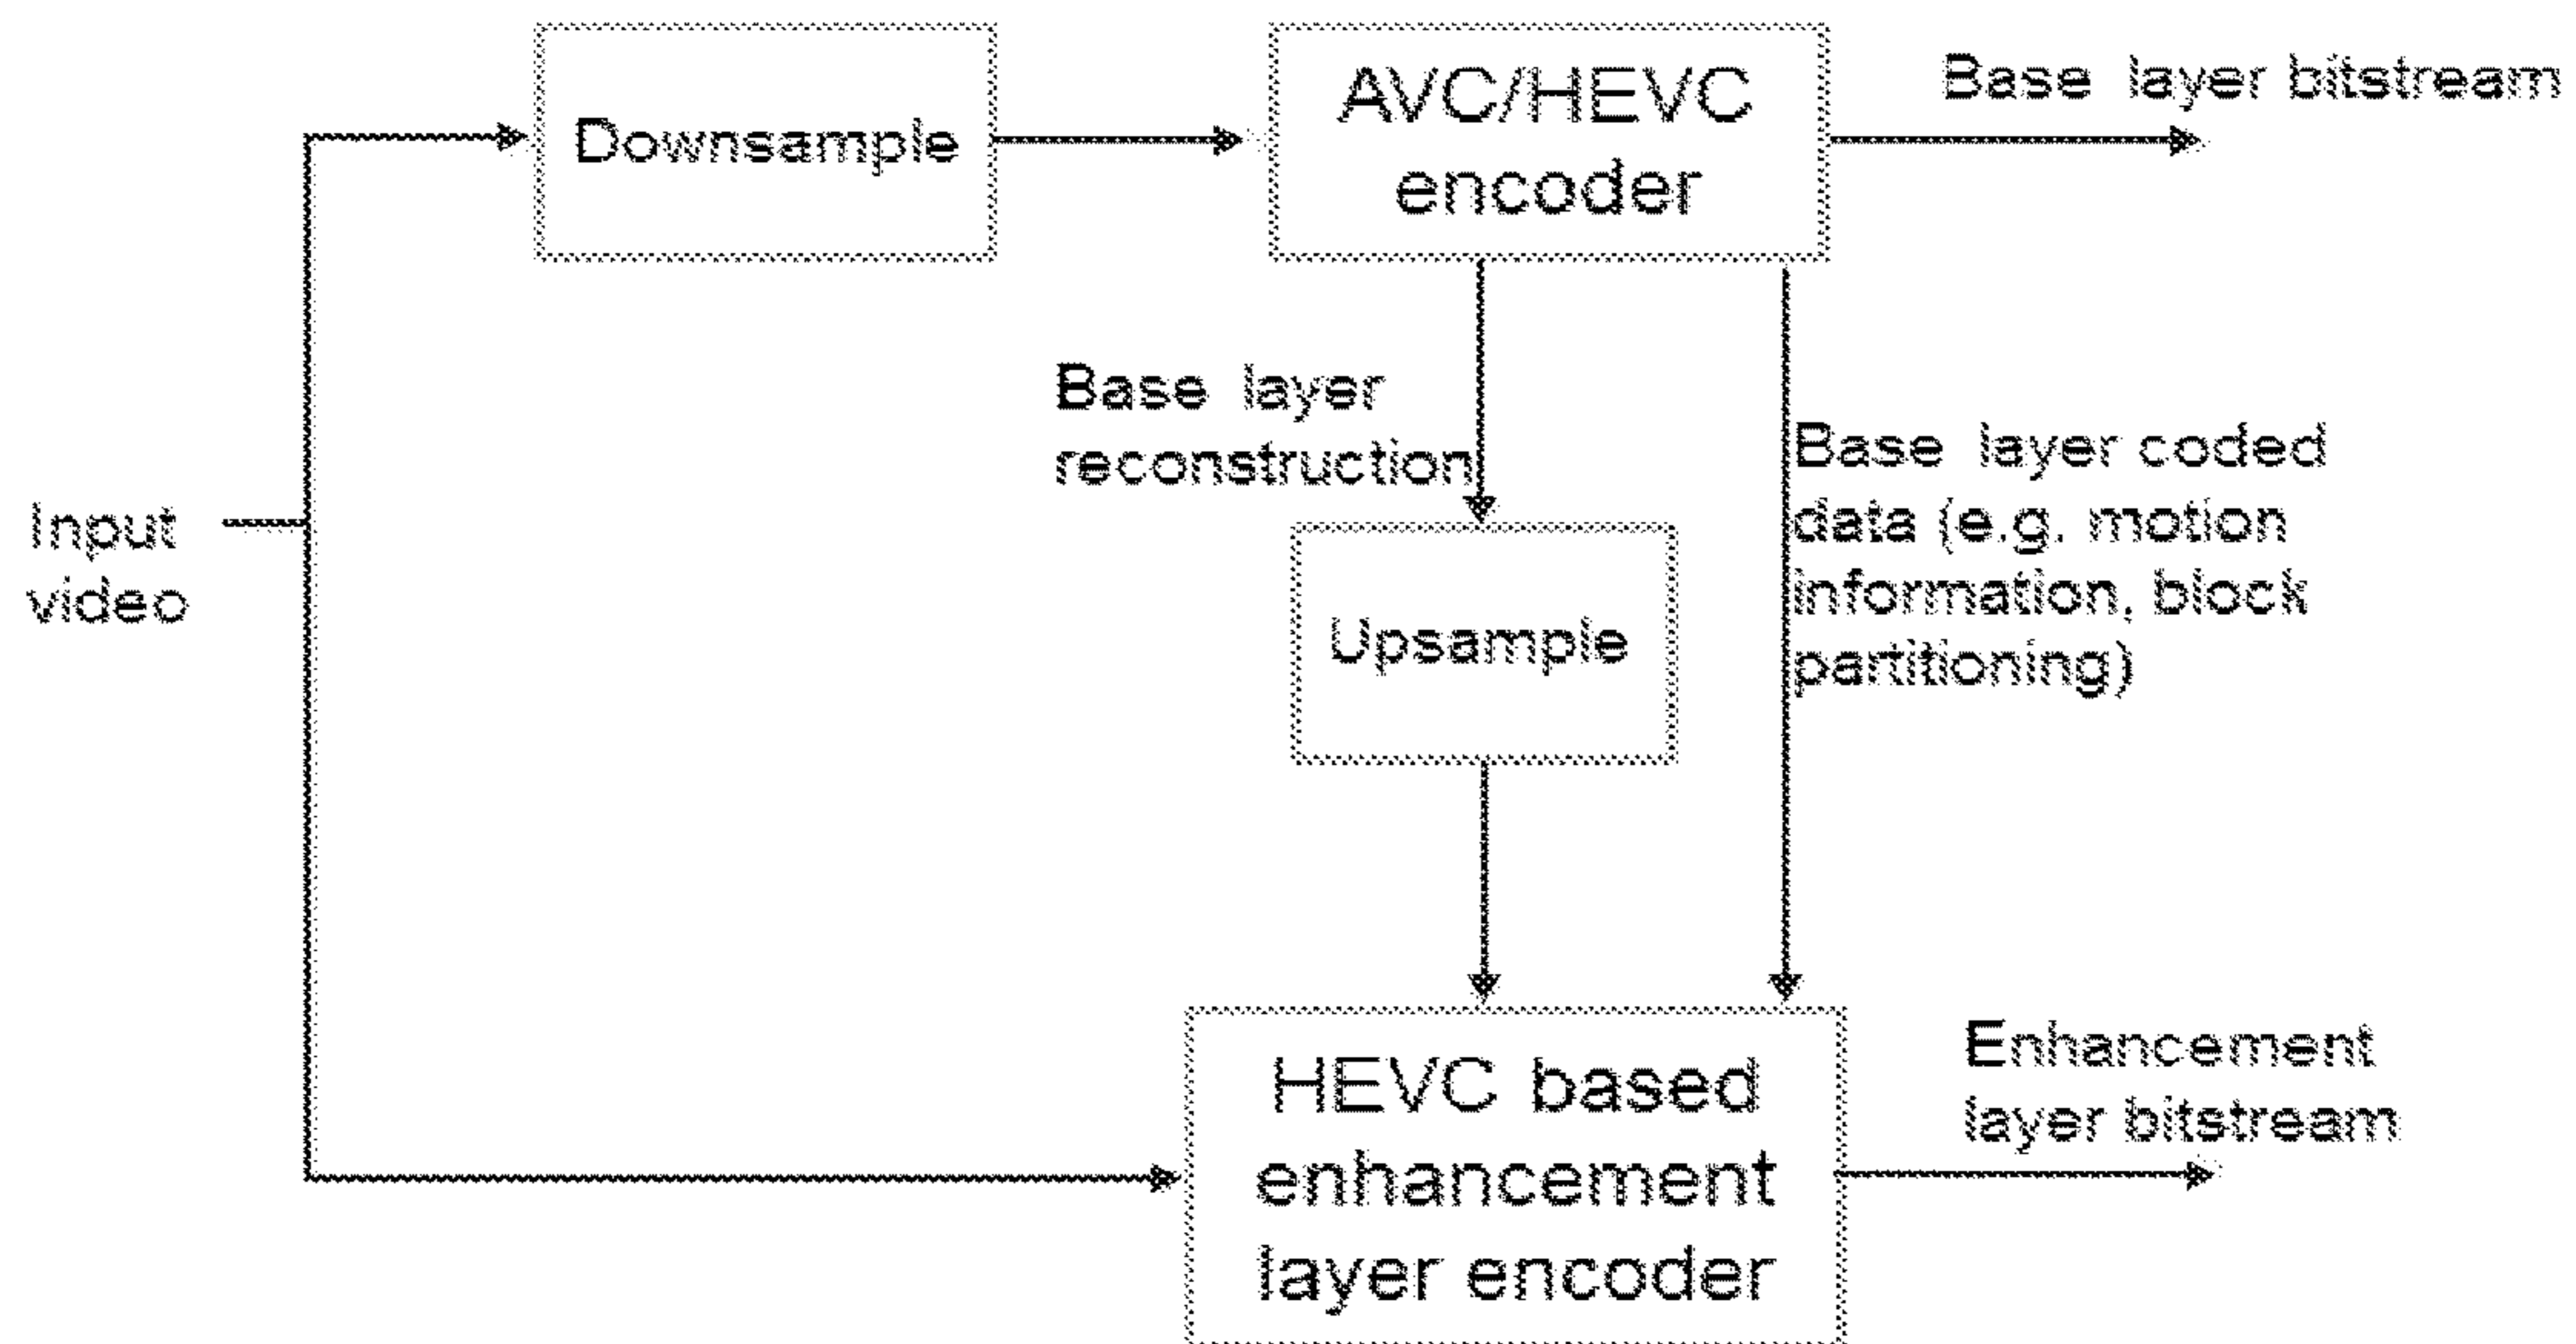 Downsample
AVC/HEVC
encoder
Base layer bitstream
Base layer
reconstruction
Base layer coded
data (e.g. motion
information, block
partitioning)
Input
video
Upsample
HEVC based
enhancement
layer encoder
Enhancement
layer bitstream